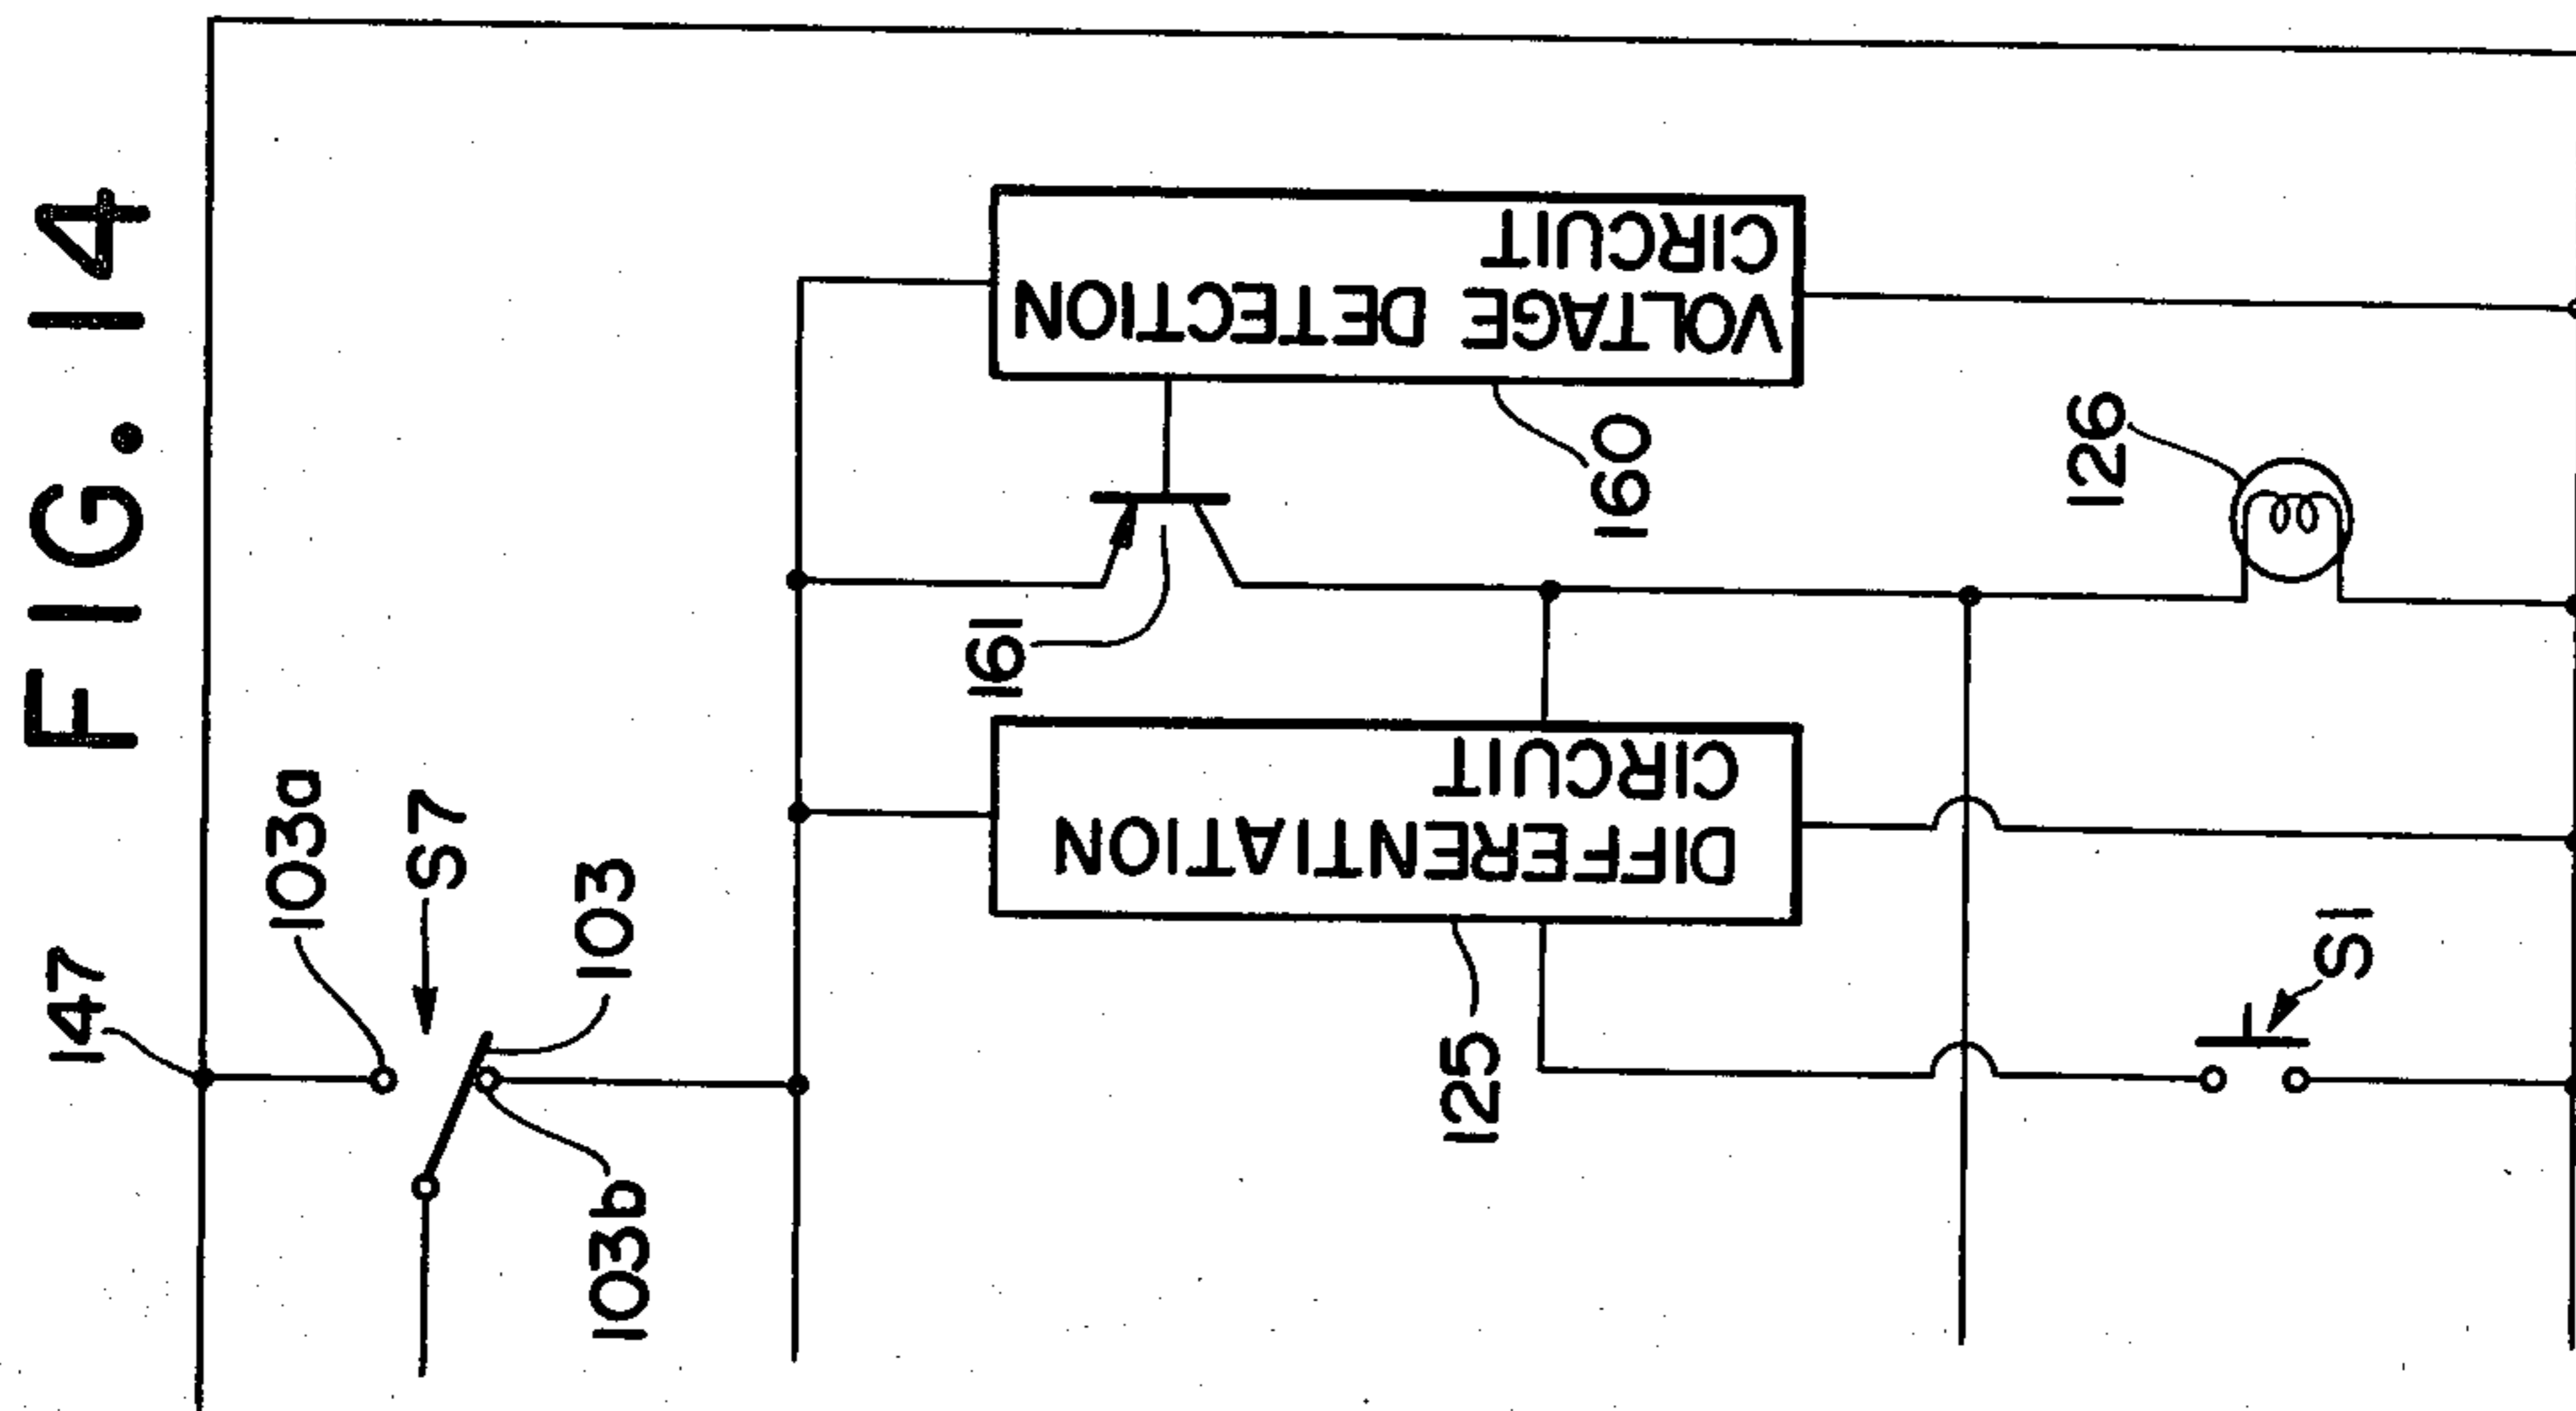 FIG. 14
147
103a
S7
103
103b
VOLTAGE DETECTION
CIRCUIT
160
161
126
DIFFERENTIATION
CIRCUIT
125
S1